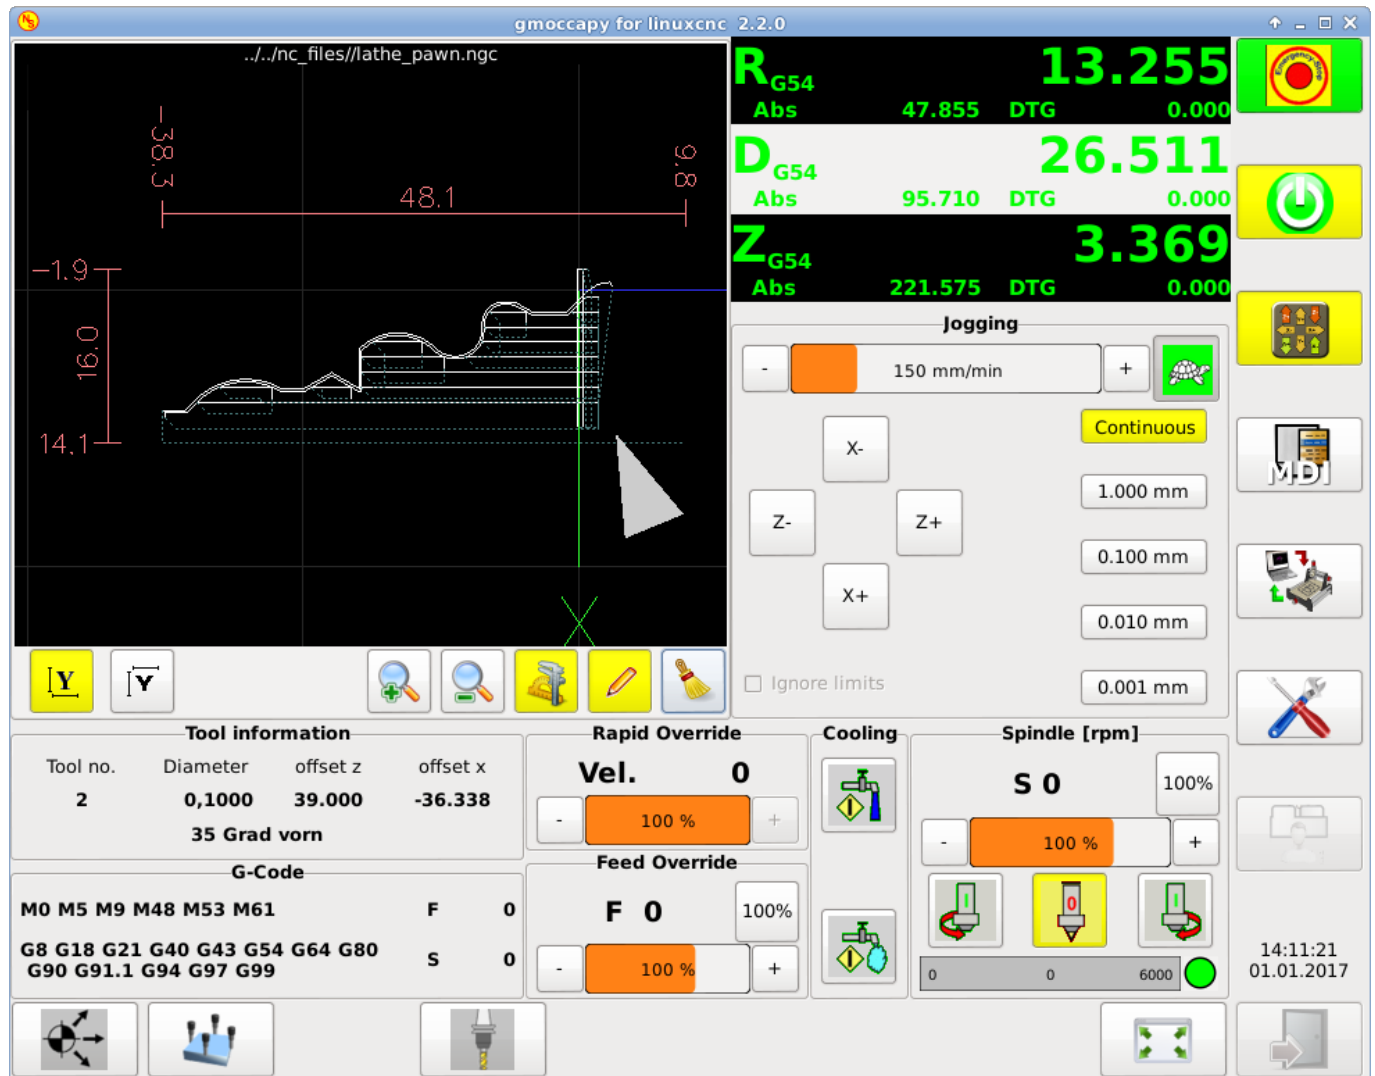 gmoccapy for linuxcnc 2.2.0
../../nc_files//lathe_pawn.ngc
-38.3
9.8
48.1
-1.9
16.0
14.1
R G54 13.255
Abs 47.855 DTG 0.000
D G54 26.511
Abs 95.710 DTG 0.000
Z G54 3.369
Abs 221.575 DTG 0.000
Emergency-Stop
Jogging
- 150 mm/min +
Continuous
X-
1.000 mm
MDI
Z- Z+
0.100 mm
X+
0.010 mm
Ignore limits
0.001 mm
Y Y
Tool information
Tool no. Diameter offset z offset x
2 0,1000 39.000 -36.338
35 Grad vorn
Rapid Override
Vel. 0
- 100 % +
Cooling
Spindle [rpm]
S 0 100%
- 100 % +
G-Code
M0 M5 M9 M48 M53 M61 F 0
G8 G18 G21 G40 G43 G54 G64 G80
G90 G91.1 G94 G97 G99
S 0
Feed Override
F 0 100%
- 100 % +
I 0 I
0 0 6000
14:11:21
01.01.2017